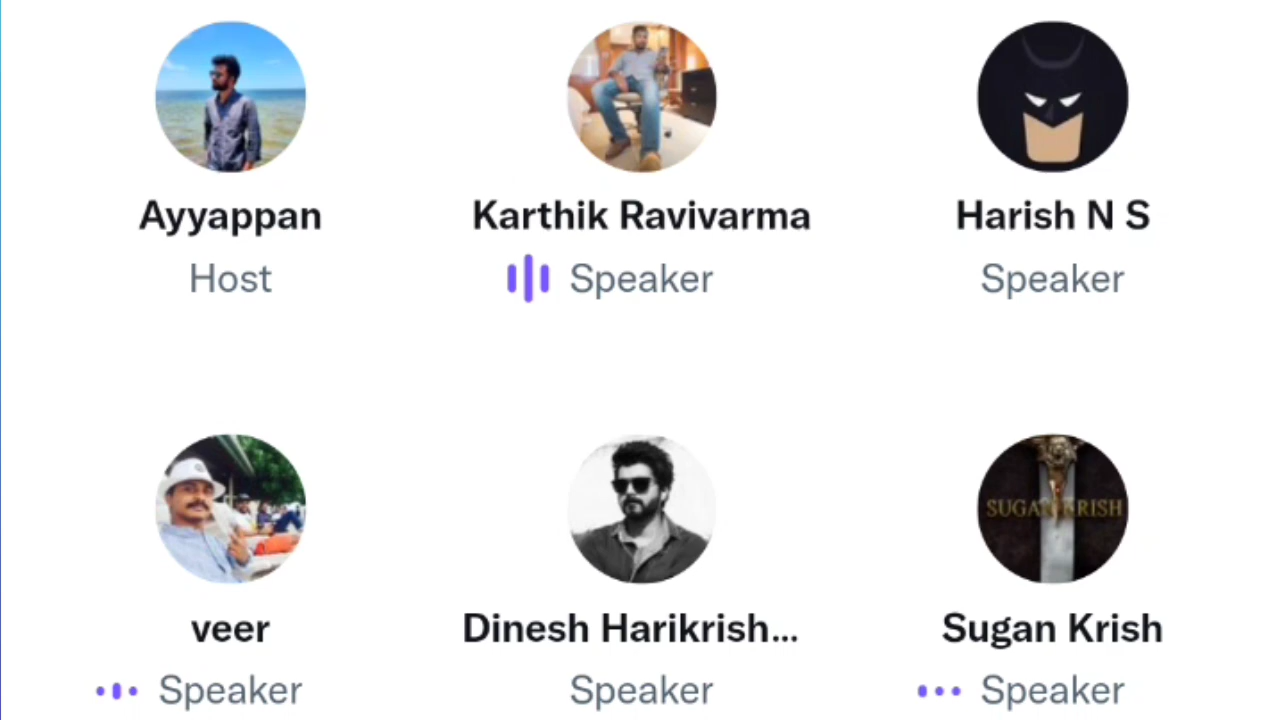 Ayyappan
Host
Karthik Ravivarma
Speaker
Harish N S
Speaker
veer
Speaker
Dinesh Harikrish...
Speaker
SUGAN KRISH
Sugan Krish
Speaker